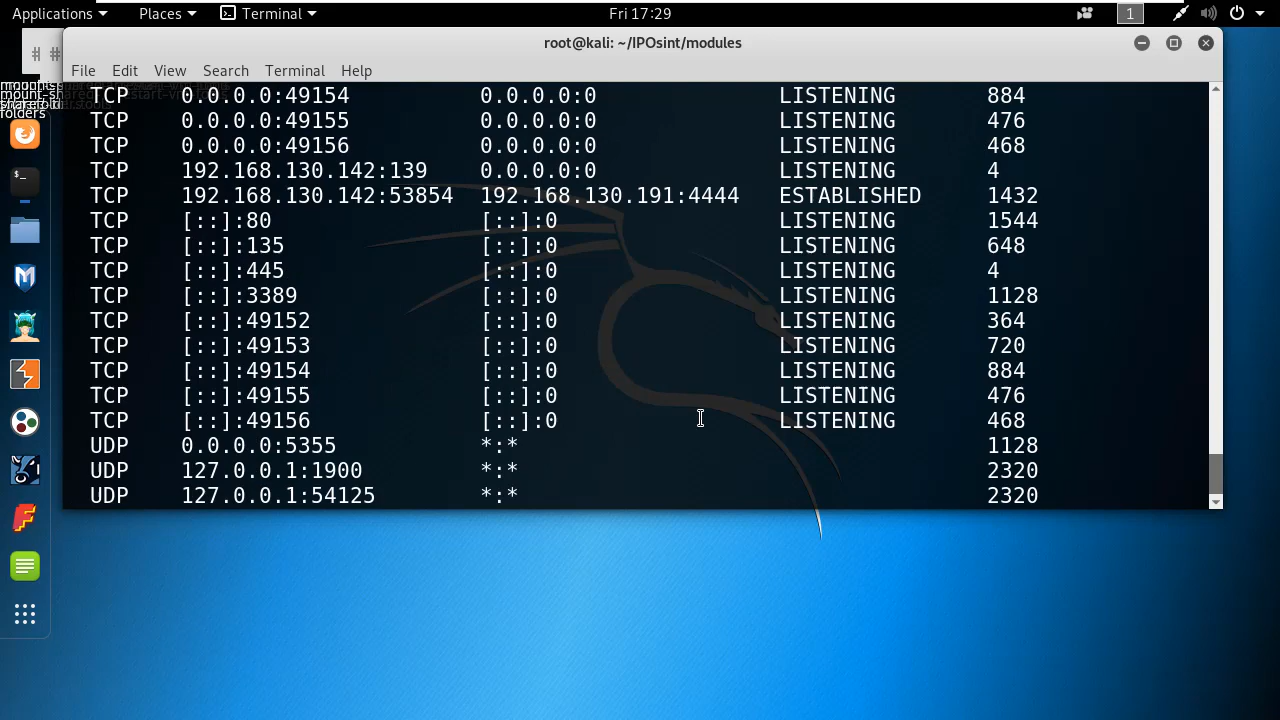 Applications Places Terminal Fri 17:29 1
root@kali: ~/IPOsint/modules
File Edit View Search Terminal Help
TCP 0.0.0.0:49154 0.0.0.0:0 LISTENING 884
TCP 0.0.0.0:49155 0.0.0.0:0 LISTENING 476
TCP 0.0.0.0:49156 0.0.0.0:0 LISTENING 468
TCP 192.168.130.142:139 0.0.0.0:0 LISTENING 4
TCP 192.168.130.142:53854 192.168.130.191:4444 ESTABLISHED 1432
TCP [::]:80 [::]:0 LISTENING 1544
TCP [::]:135 [::]:0 LISTENING 648
TCP [::]:445 [::]:0 LISTENING 4
TCP [::]:3389 [::]:0 LISTENING 1128
TCP [::]:49152 [::]:0 LISTENING 364
TCP [::]:49153 [::]:0 LISTENING 720
TCP [::]:49154 [::]:0 LISTENING 884
TCP [::]:49155 [::]:0 LISTENING 476
TCP [::]:49156 [::]:0 LISTENING 468
UDP 0.0.0.0:5355 *:* 1128
UDP 127.0.0.1:1900 *:* 2320
UDP 127.0.0.1:54125 *:* 2320
# #
folders